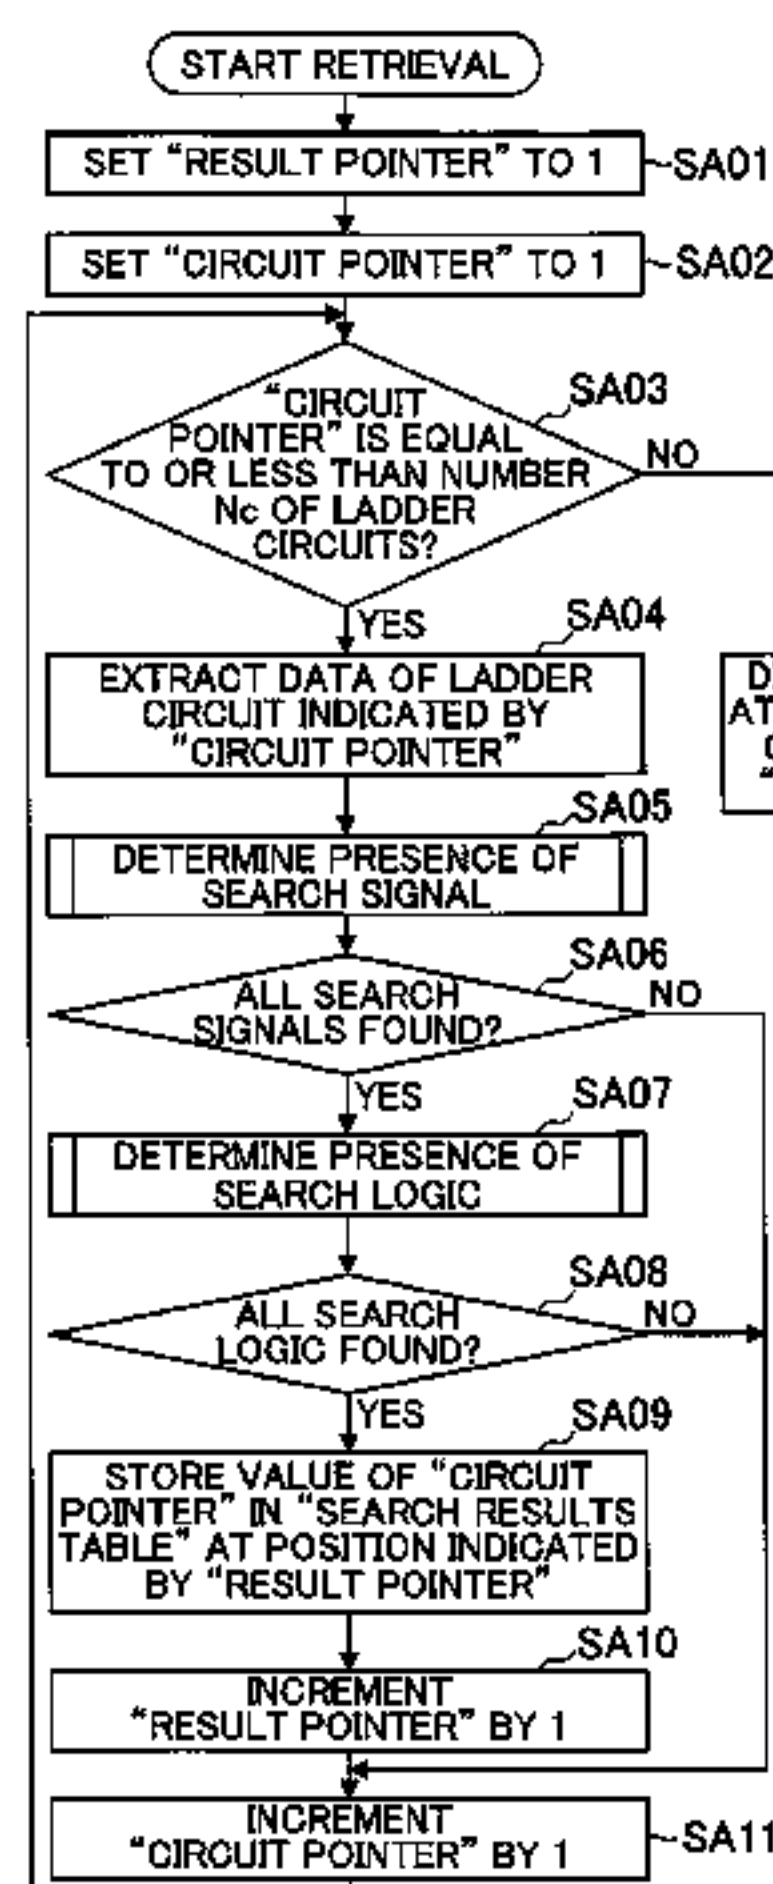 START RETRIEVAL
SET “RESULT POINTER” TO 1
SA01
SET “CIRCUIT POINTER” TO 1
SA02
SA03
“CIRCUIT
POINTER” IS EQUAL
TO OR LESS THAN NUMBER
Nc OF LADDER
CIRCUITS?
NO
YES
SA04
EXTRACT DATA OF LADDER
CIRCUIT INDICATED BY
“CIRCUIT POINTER”
SA05
DETERMINE PRESENCE OF
SEARCH SIGNAL
SA06
ALL SEARCH
SIGNALS FOUND?
NO
YES
SA07
DETERMINE PRESENCE OF
SEARCH LOGIC
SA08
ALL SEARCH
LOGIC FOUND?
NO
YES
SA09
STORE VALUE OF “CIRCUIT
POINTER” IN “SEARCH RESULTS
TABLE” AT POSITION INDICATED
BY “RESULT POINTER”
SA10
INCREMENT
“RESULT POINTER” BY 1
INCREMENT
“CIRCUIT POINTER” BY 1
SA11